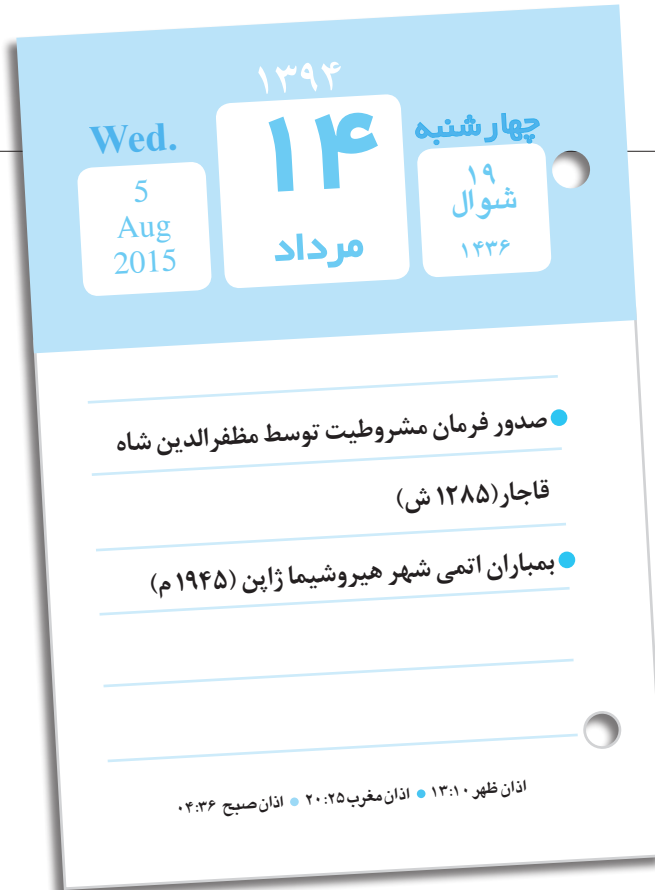 ۱۳۹۴
چهارشنبه
۱۴
Wed.
۱۹
شوال
۱۴۳۶
مرداد
5
Aug
2015
صدور فرمان مشروطیت توسط مظفرالدین شاه
قاجار(۱۲۸۵ ش)
بمباران اتمی شهر هیروشیما ژاپن (۱۹۴۵ م)
اذان ظهر ۱۳:۱۰ ● اذان مغرب ۲۰:۲۵ ● اذان صبح ۰۴:۳۶